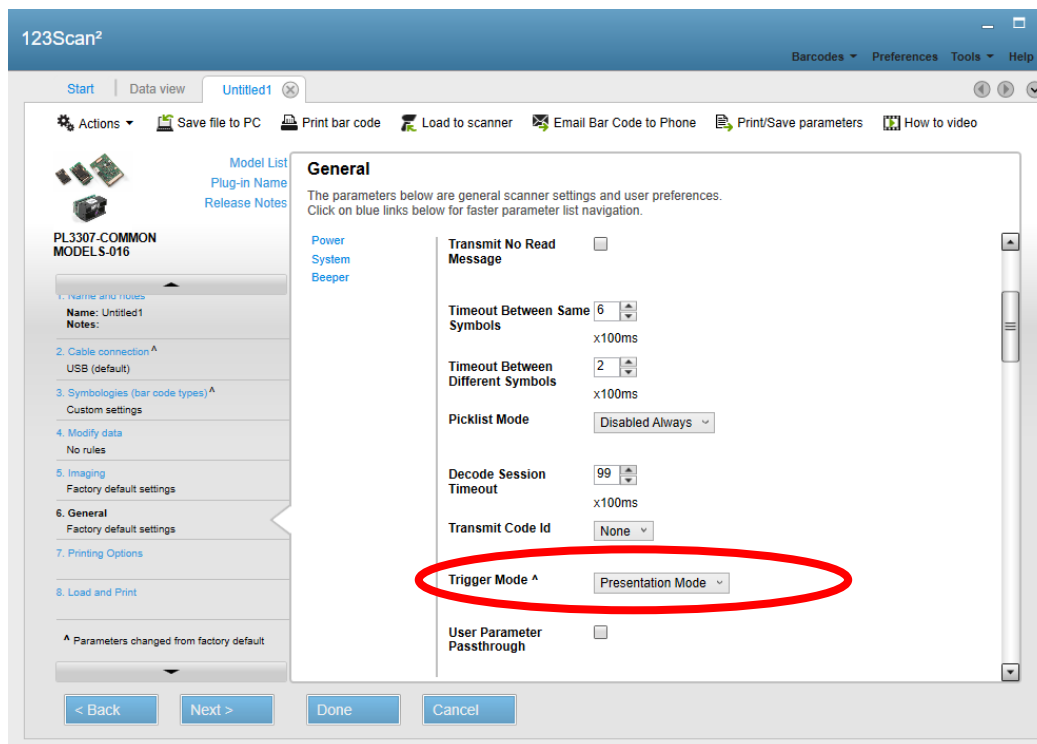 123Scan²
Barcodes Preferences Tools Help
Start Data view Untitled1
Actions Save file to PC Print bar code Load to scanner Email Bar Code to Phone Print/Save parameters How to video
Model List
Plug-in Name
Release Notes
PL3307-COMMON
MODELS-016
1. Name and notes
Name: Untitled1
Notes:
2. Cable connection ^
USB (default)
3. Symbologies (bar code types) ^
Custom settings
4. Modify data
No rules
5. Imaging
Factory default settings
6. General
Factory default settings
7. Printing Options
8. Load and Print
^ Parameters changed from factory default
General
The parameters below are general scanner settings and user preferences.
Click on blue links below for faster parameter list navigation.
Power
System
Beeper
Transmit No Read
Message
Timeout Between Same
Symbols
6
x100ms
Timeout Between
Different Symbols
2
x100ms
Picklist Mode
Disabled Always
Decode Session
Timeout
99
x100ms
Transmit Code Id
None
Trigger Mode ^
Presentation Mode
User Parameter
Passthrough
< Back Next > Done Cancel